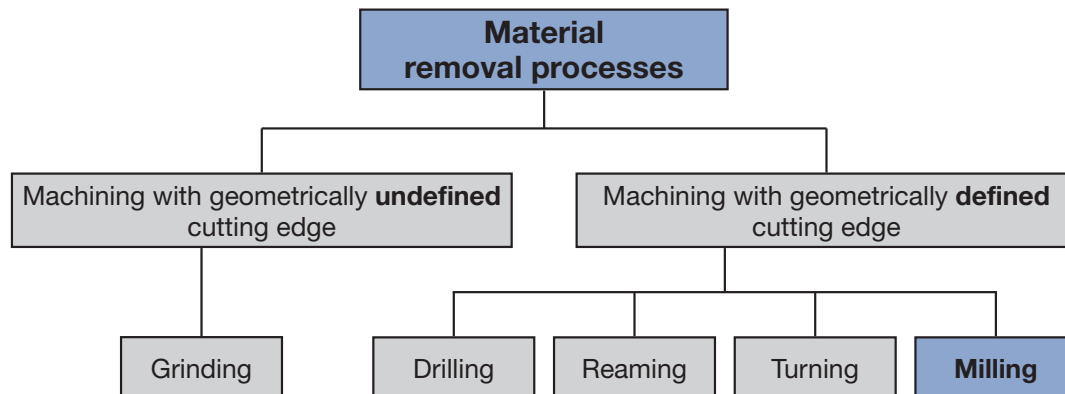 Material
removal processes
Machining with geometrically undefined
cutting edge
Machining with geometrically defined
cutting edge
Grinding
Drilling
Reaming
Turning
Milling